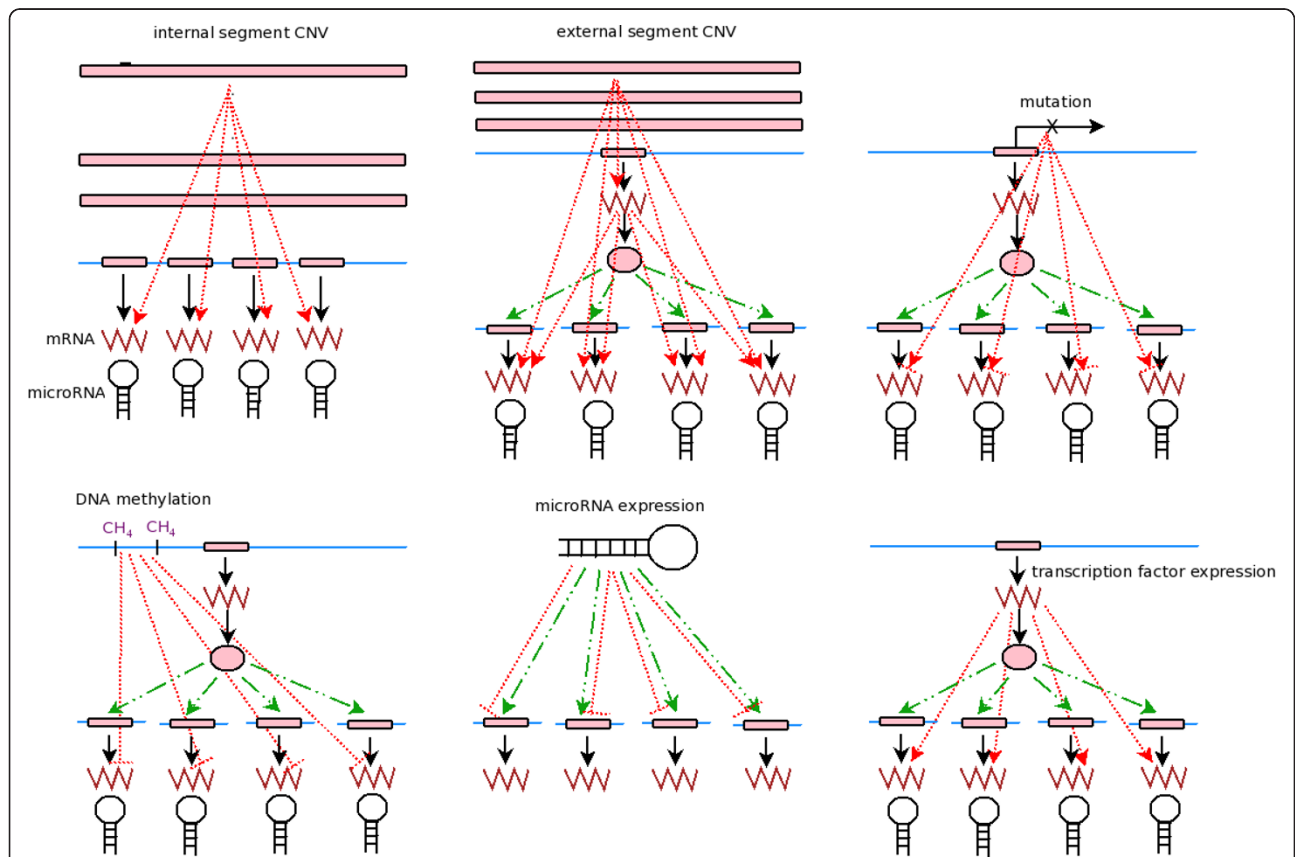 internal segment CNV
external segment CNV
mutation
mRNA
microRNA
DNA methylation
CH4 CH4
microRNA expression
transcription factor expression